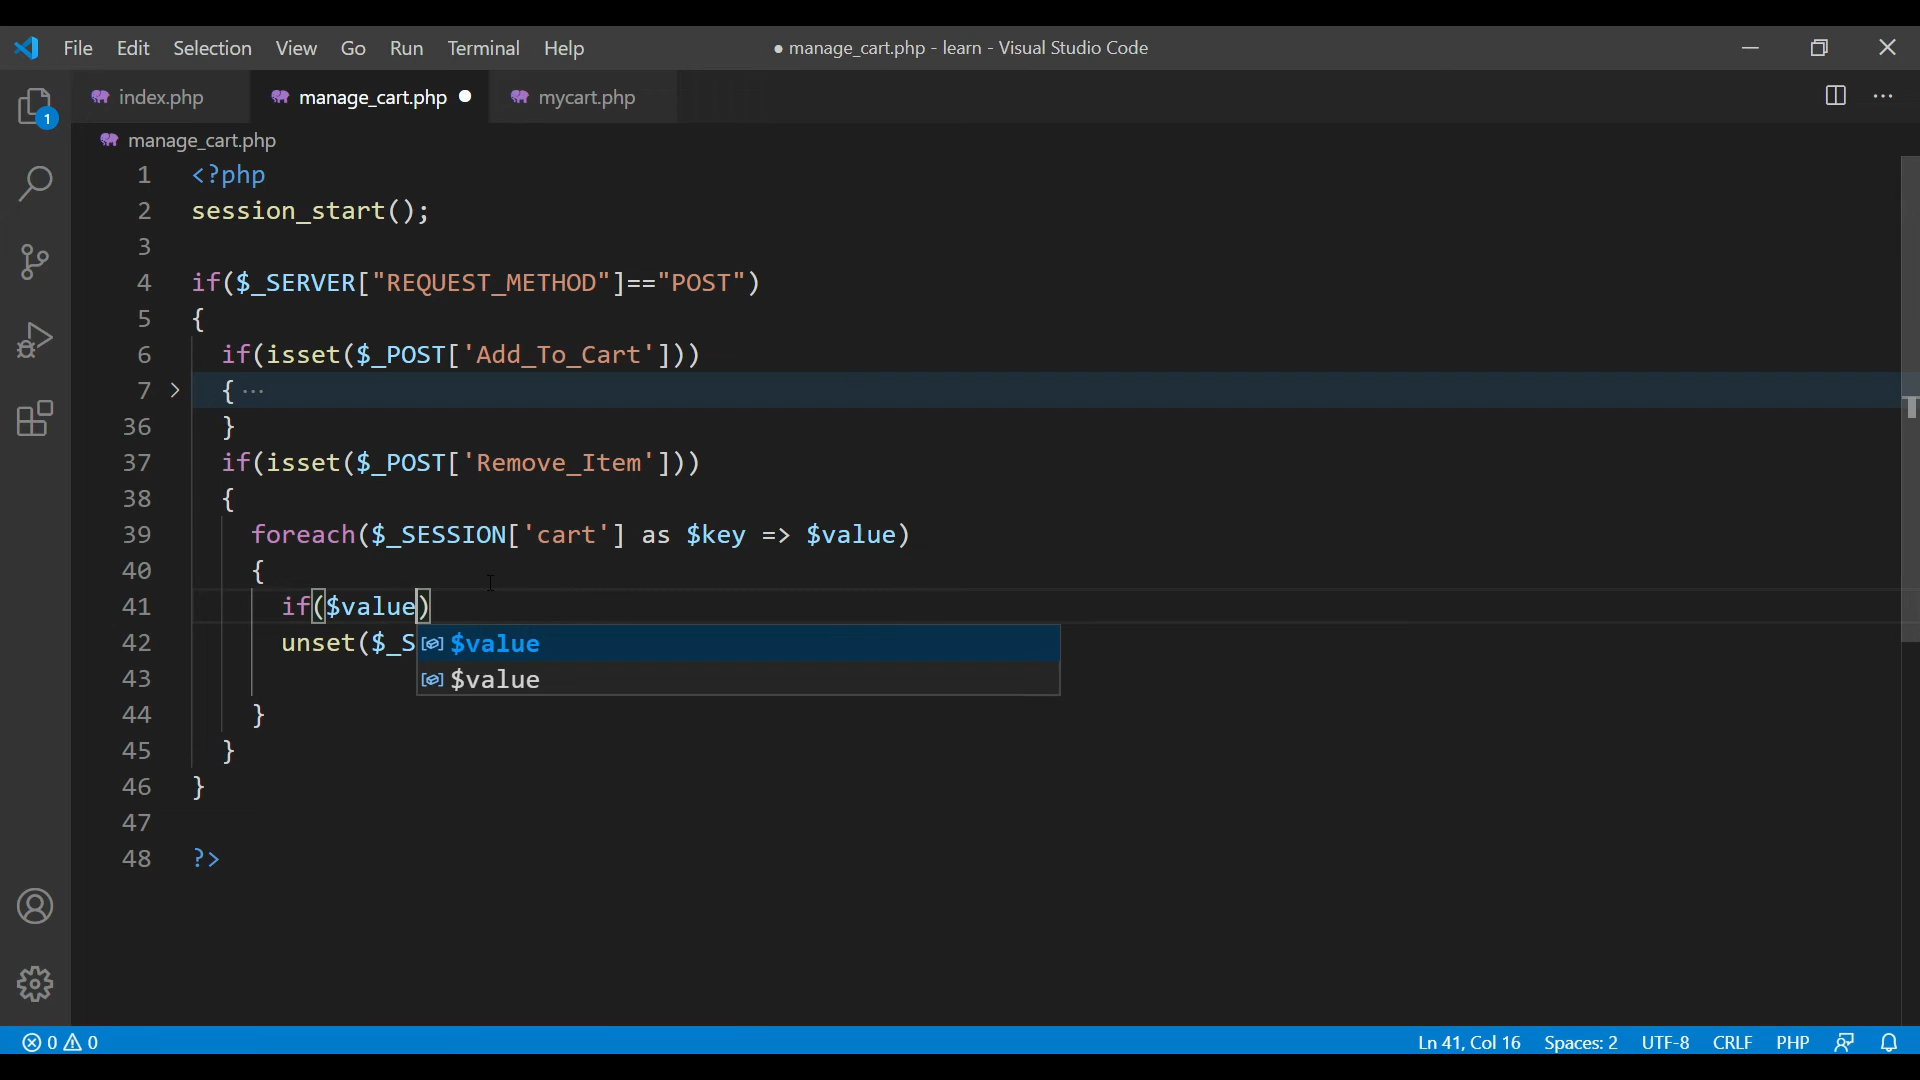 File Edit Selection View Go Run Terminal Help ● manage_cart.php - learn - Visual Studio Code
index.php manage_cart.php ● mycart.php
1
manage_cart.php
1 <?php
2 session_start();
3
4 if($_SERVER["REQUEST_METHOD"]=="POST")
5 {
6 if(isset($_POST['Add_To_Cart']))
7 > { ···
36 }
37 if(isset($_POST['Remove_Item']))
38 {
39 foreach($_SESSION['cart'] as $key => $value)
40 {
41 if($value)
42 unset($_S
$value
43
$value
44 }
45 }
46 }
47
48 ?>
0 0 Ln 41, Col 16 Spaces: 2 UTF-8 CRLF PHP